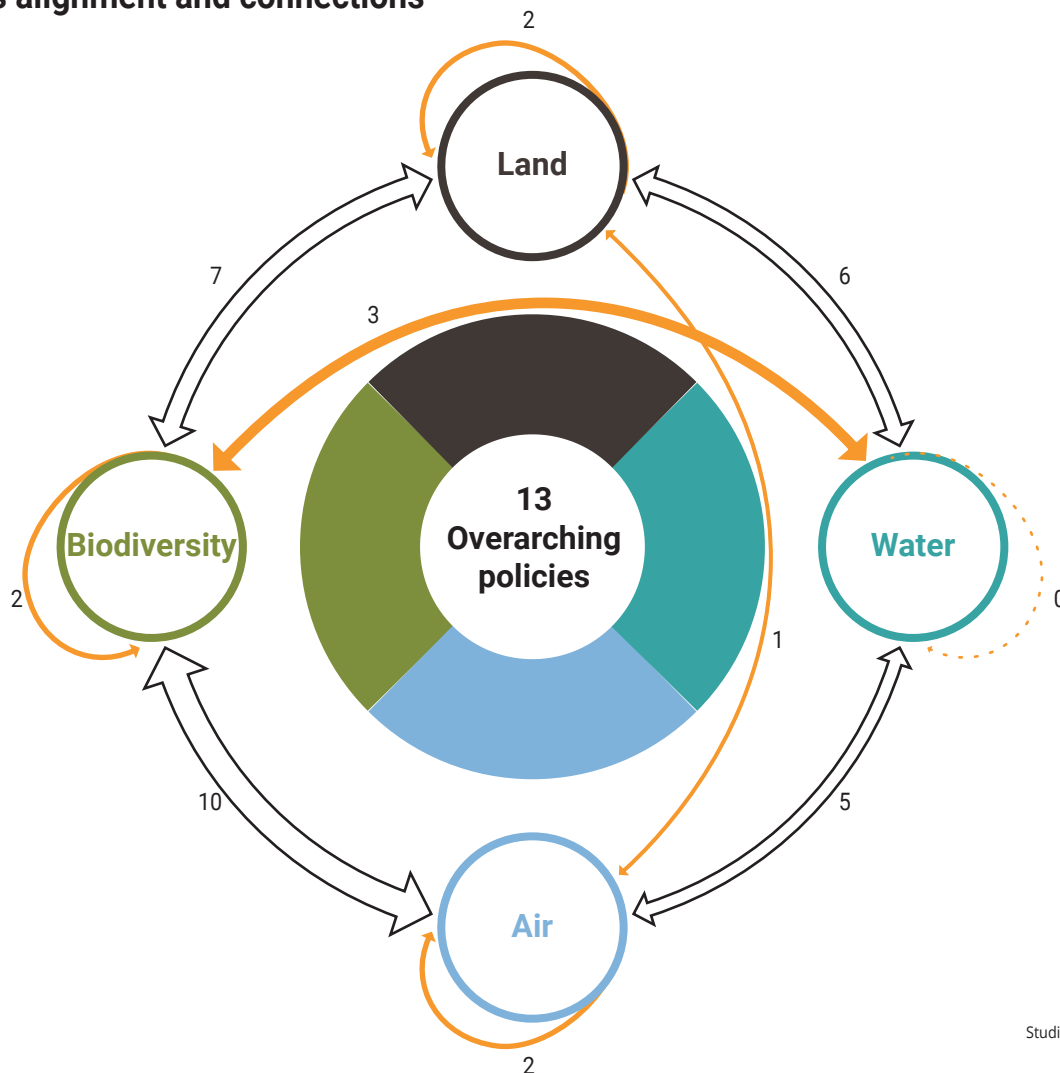 alignment and connections
2
Land
7
6
3
13
Overarching
policies
Biodiversity
Water
2
0
1
10
5
Air
2